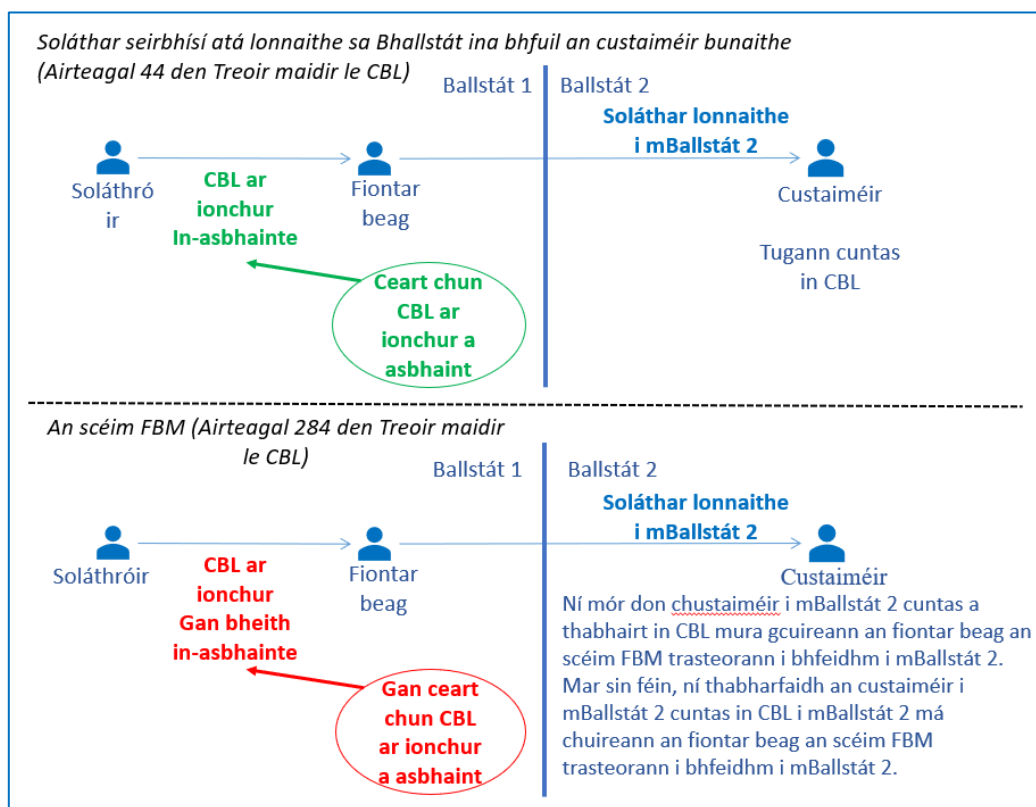 Soláthar seirbhísí atá lonnaithe sa Bhallstát ina bhfuil an custaiméir bunaithe
(Airteagal 44 den Treoir maidir le CBL)
Ballstát 1
Ballstát 2
Soláthar lonnaithe
i mBallstát 2
Soláthró
ir
CBL ar
ionchur
In-asbhainte
Fiontar
beag
Custaiméir
Tugann cuntas
in CBL
Ceart chun
CBL ar
ionchur a
asbhaint
An scéim FBM (Airteagal 284 den Treoir maidir
le CBL)
Ballstát 1
Ballstát 2
Soláthar lonnaithe
i mBallstát 2
Soláthróir
CBL ar
ionchur
Gan bheith
in-asbhainte
Fiontar
beag
Custaiméir
Ní mór don chustaiméir i mBallstát 2 cuntas a
thabhairt in CBL mura gcuireann an fiontar beag an
scéim FBM trasteorann i bhfeidhm i mBallstát 2.
Mar sin féin, ní thabharfaidh an custaiméir i
mBallstát 2 cuntas in CBL i mBallstát 2 má
chuireann an fiontar beag an scéim FBM
trasteorann i bhfeidhm i mBallstát 2.
Gan ceart
chun CBL
ar ionchur
a asbhaint